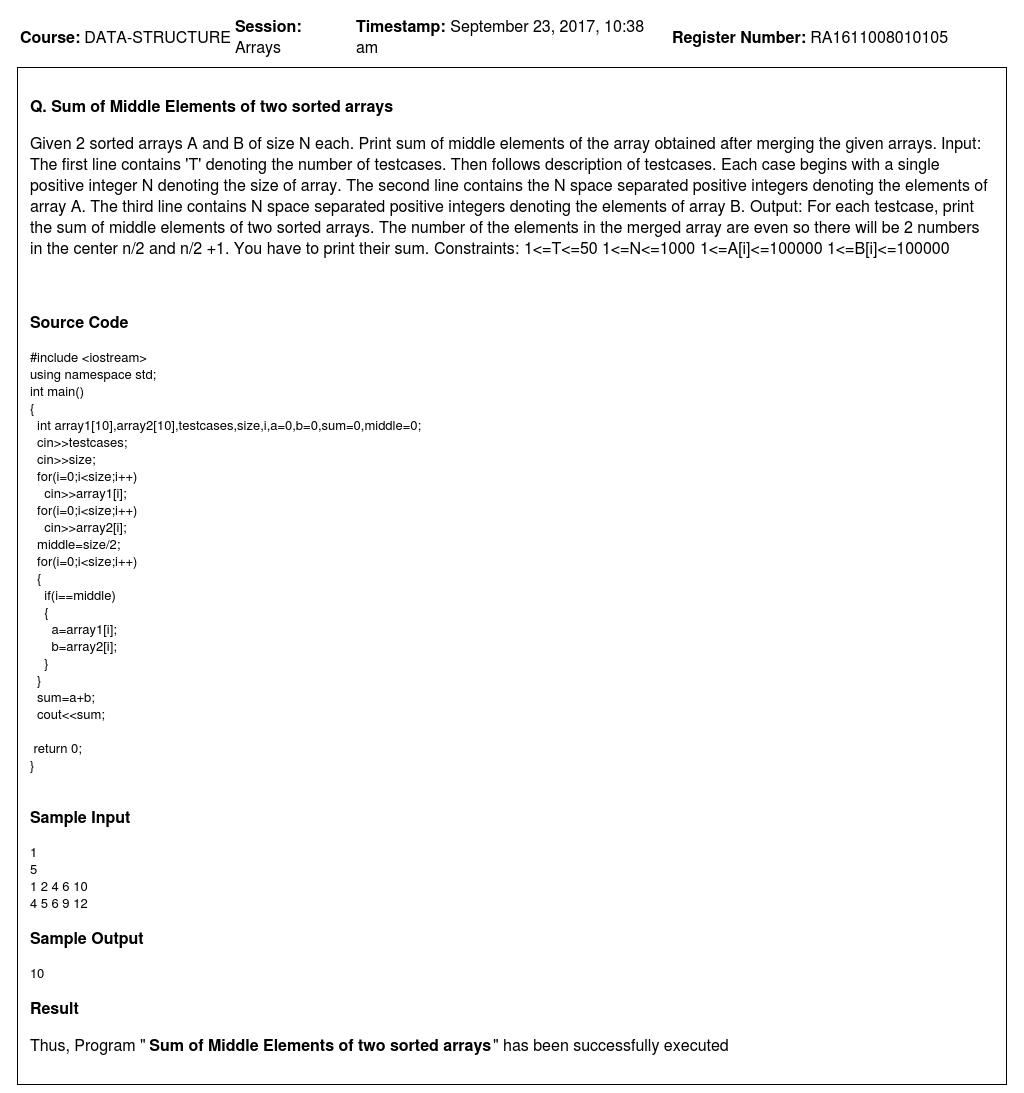 Course: DATA-STRUCTURE Session: Arrays Timestamp: September 23, 2017, 10:38 am Register Number: RA1611008010105
Q. Sum of Middle Elements of two sorted arrays
Given 2 sorted arrays A and B of size N each. Print sum of middle elements of the array obtained after merging the given arrays. Input:
The first line contains 'T' denoting the number of testcases. Then follows description of testcases. Each case begins with a single
positive integer N denoting the size of array. The second line contains the N space separated positive integers denoting the elements of
array A. The third line contains N space separated positive integers denoting the elements of array B. Output: For each testcase, print
the sum of middle elements of two sorted arrays. The number of the elements in the merged array are even so there will be 2 numbers
in the center n/2 and n/2 +1. You have to print their sum. Constraints: 1<=T<=50 1<=N<=1000 1<=A[i]<=100000 1<=B[i]<=100000
Source Code
#include <iostream>
using namespace std;
int main()
{
  int array1[10],array2[10],testcases,size,i,a=0,b=0,sum=0,middle=0;
  cin>>testcases;
  cin>>size;
  for(i=0;i<size;i++)
    cin>>array1[i];
  for(i=0;i<size;i++)
    cin>>array2[i];
  middle=size/2;
  for(i=0;i<size;i++)
  {
    if(i==middle)
    {
      a=array1[i];
      b=array2[i];
    }
  }
  sum=a+b;
  cout<<sum;
 return 0;
}
Sample Input
1
5
1 2 4 6 10
4 5 6 9 12
Sample Output
10
Result
Thus, Program " Sum of Middle Elements of two sorted arrays" has been successfully executed